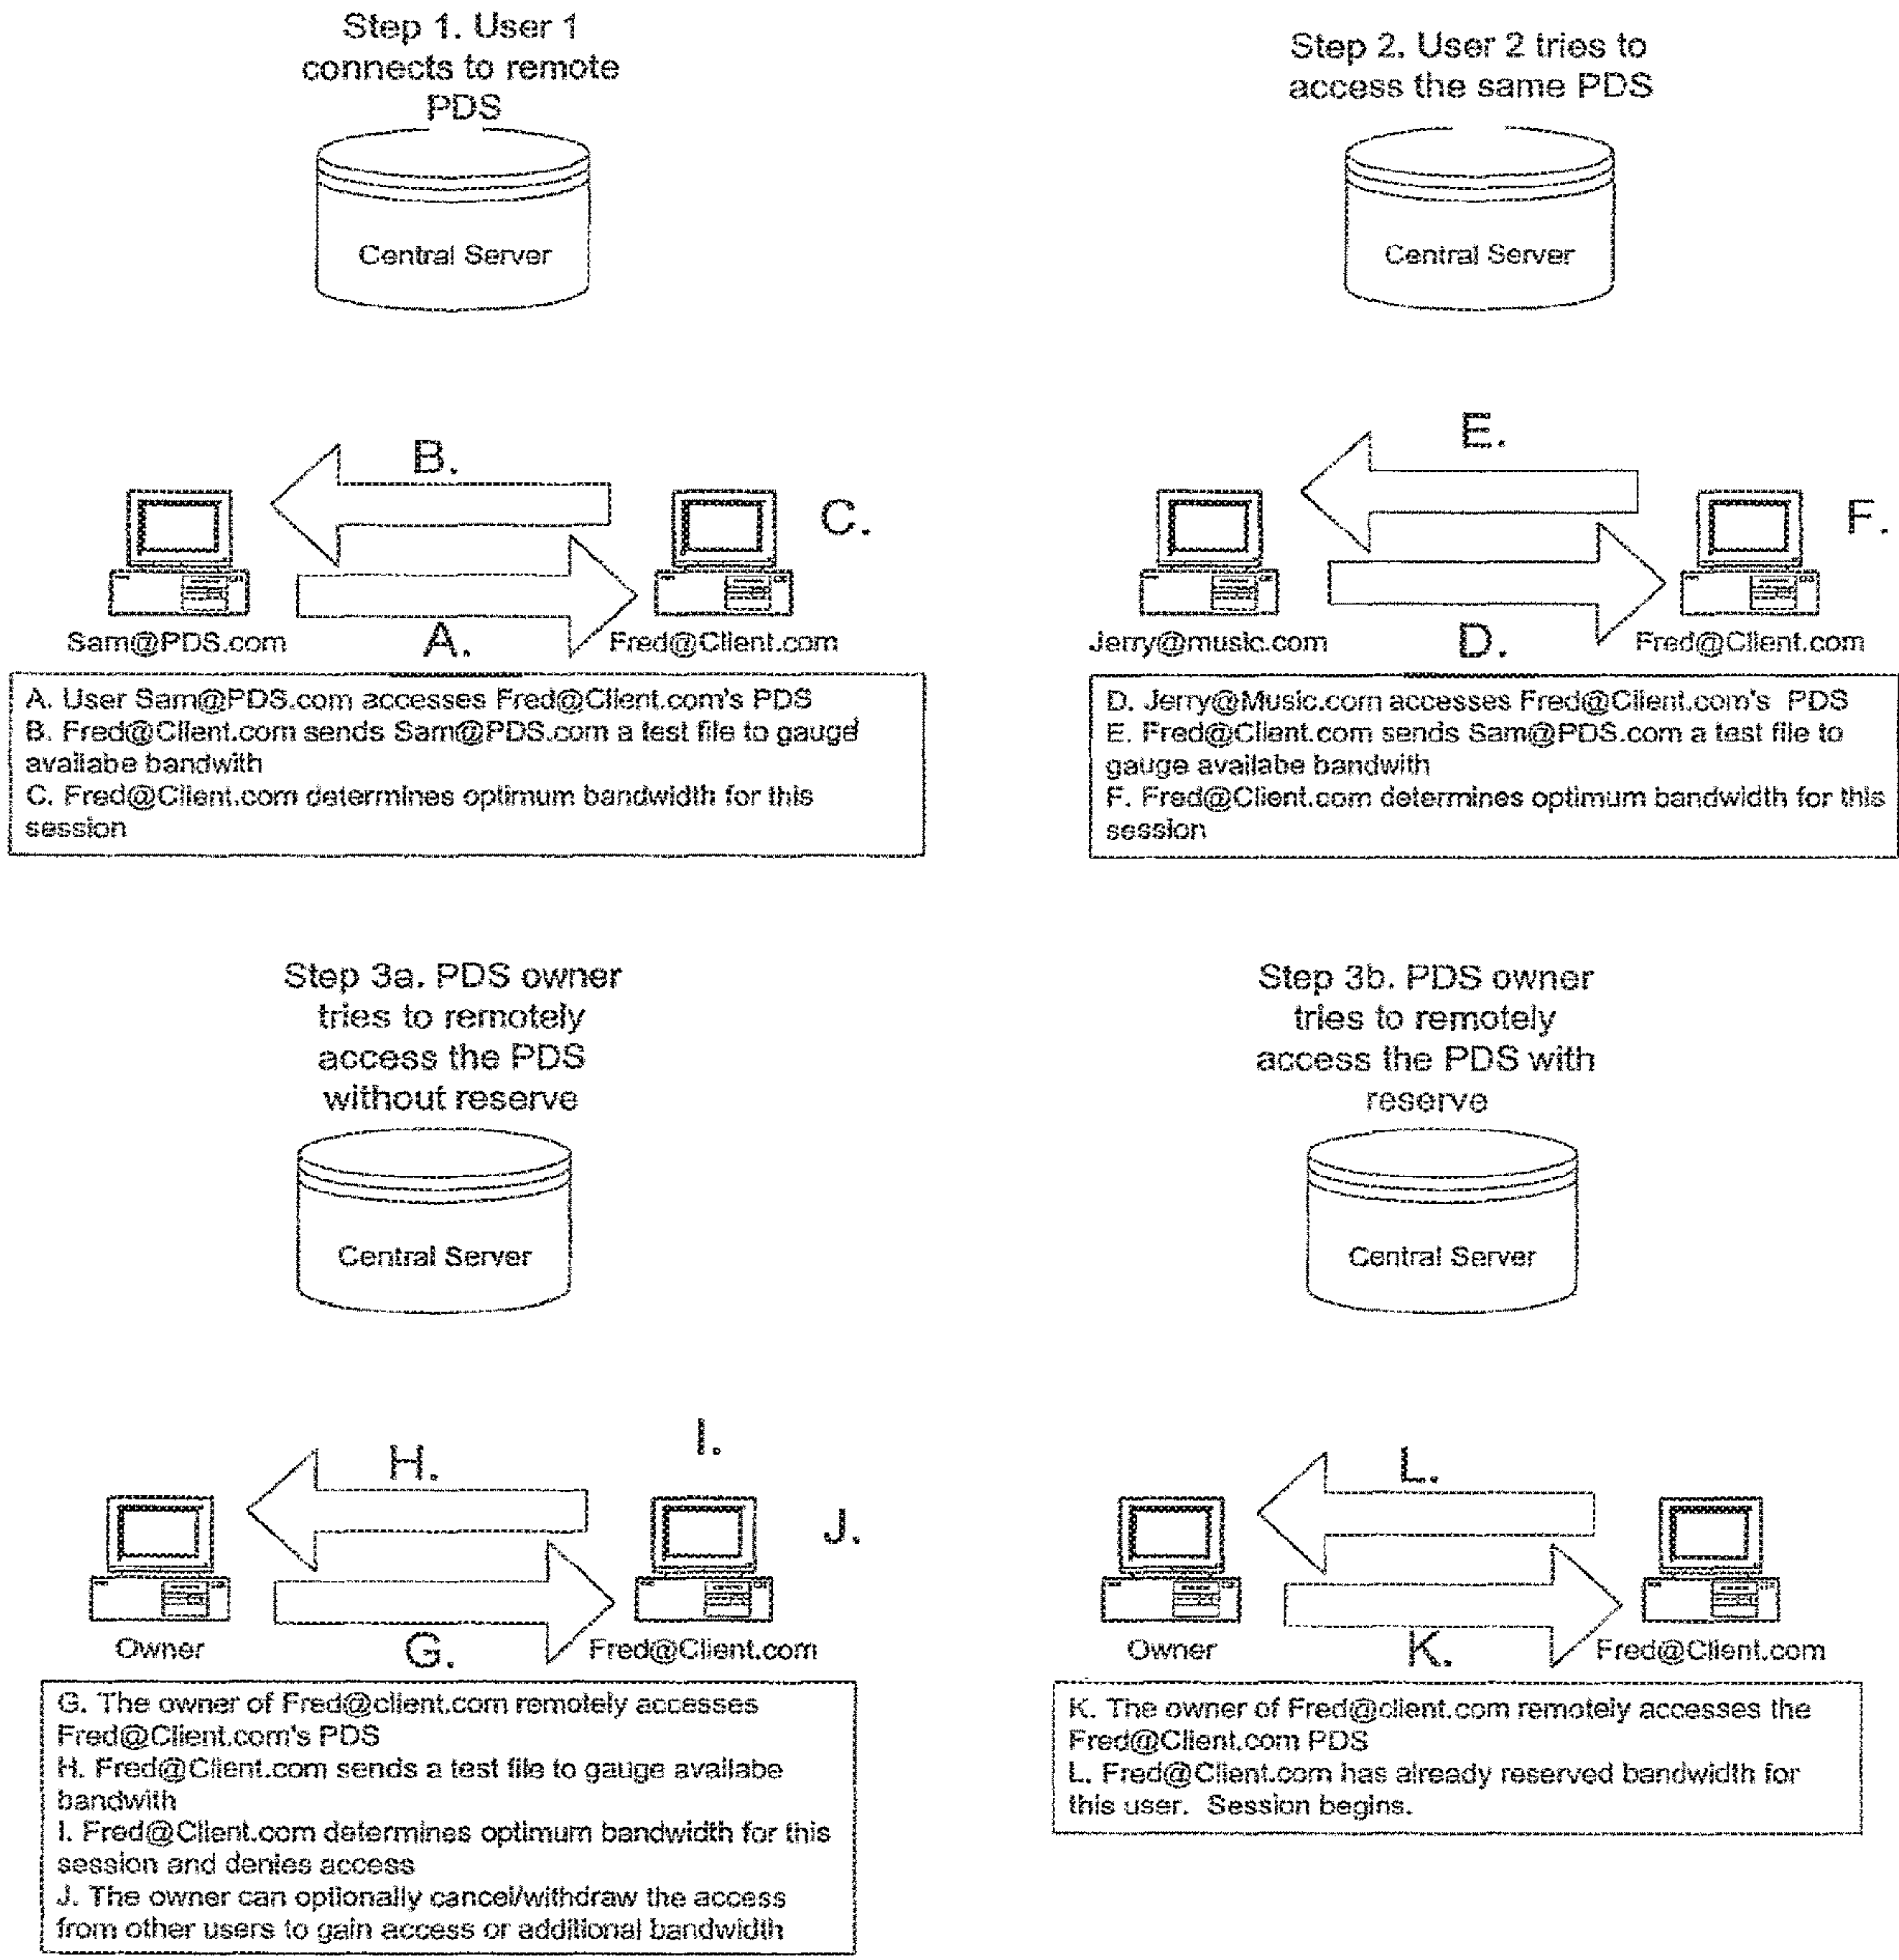 Step 1. User 1
connects to remote
PDS
Central Server
B.
C.
Sam@PDS.com
A.
Fred@Client.com
A. User Sam@PDS.com accesses Fred@Client.com's PDS
B. Fred@Client.com sends Sam@PDS.com a test file to gauge
availabe bandwith
C. Fred@Client.com determines optimum bandwidth for this
session
Step 2. User 2 tries to
access the same PDS
Central Server
E.
F.
Jerry@music.com
D.
Fred@Client.com
D. Jerry@Music.com accesses Fred@Client.com's PDS
E. Fred@Client.com sends Sam@PDS.com a test file to
gauge availabe bandwith
F. Fred@Client.com determines optimum bandwidth for this
session
Step 3a. PDS owner
tries to remotely
access the PDS
without reserve
Central Server
I.
H.
J.
Owner
G.
Fred@Client.com
G. The owner of Fred@client.com remotely accesses
Fred@Client.com's PDS
H. Fred@Client.com sends a test file to gauge availabe
bandwith
I. Fred@Client.com determines optimum bandwidth for this
session and denies access
J. The owner can optionally cancel/withdraw the access
from other users to gain access or additional bandwidth
Step 3b. PDS owner
tries to remotely
access the PDS with
reserve
Central Server
L.
Owner
K.
Fred@Client.com
K. The owner of Fred@client.com remotely accesses the
Fred@Client.com PDS
L. Fred@Client.com has already reserved bandwidth for
this user. Session begins.